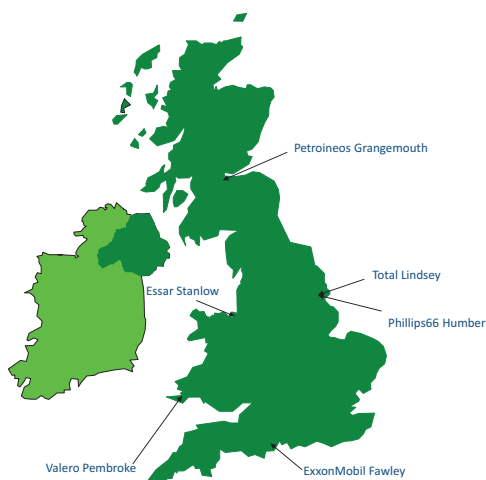 Petroineos Grangemouth
Total Lindsey
Essar Stanlow
Phillips66 Humber
Valero Pembroke
ExxonMobil Fawley